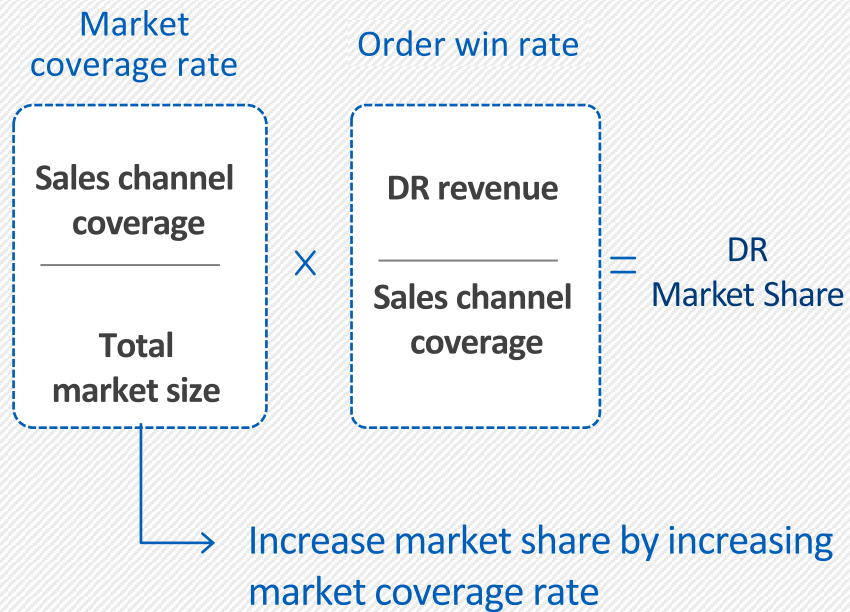 Market
coverage rate
Order win rate
Sales channel
coverage
Total
market size
×
DR revenue
Sales channel
coverage
=
DR
Market Share
Increase market share by increasing
market coverage rate